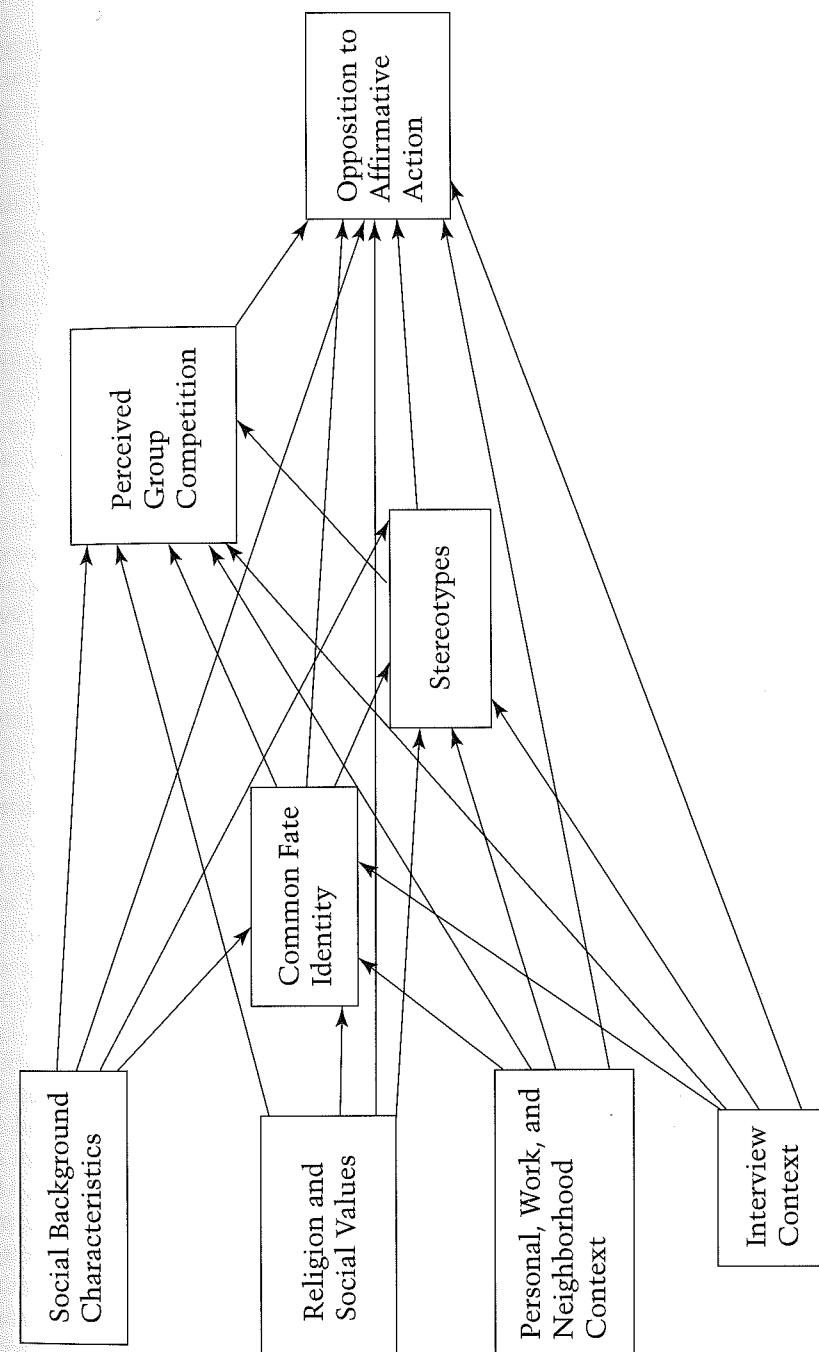 Social Background
Characteristics
Religion and
Social Values
Personal, Work, and
Neighborhood
Context
Interview
Context
Common Fate
Identity
Stereotypes
Perceived
Group
Competition
Opposition to
Affirmative
Action